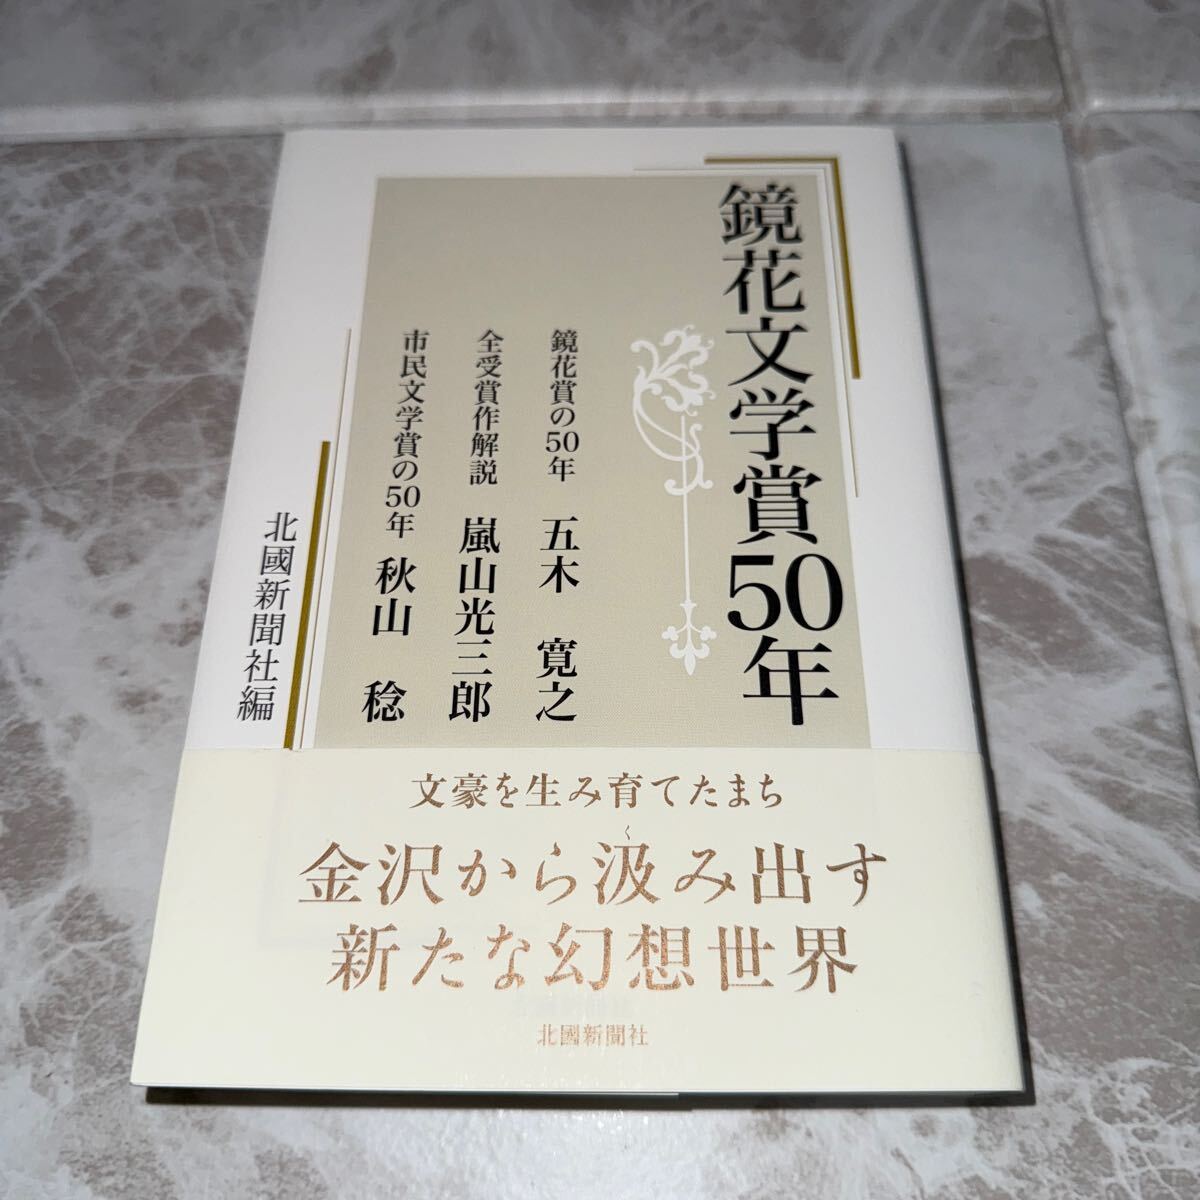 鏡花文学賞50年
鏡花賞の50年 五木 寛之
全受賞作解説 嵐山光三郎
市民文学賞の50年 秋山 稔
北國新聞社編
文豪を生み育てたまち
く
金沢から汲み出す
新たな幻想世界
北國新聞社